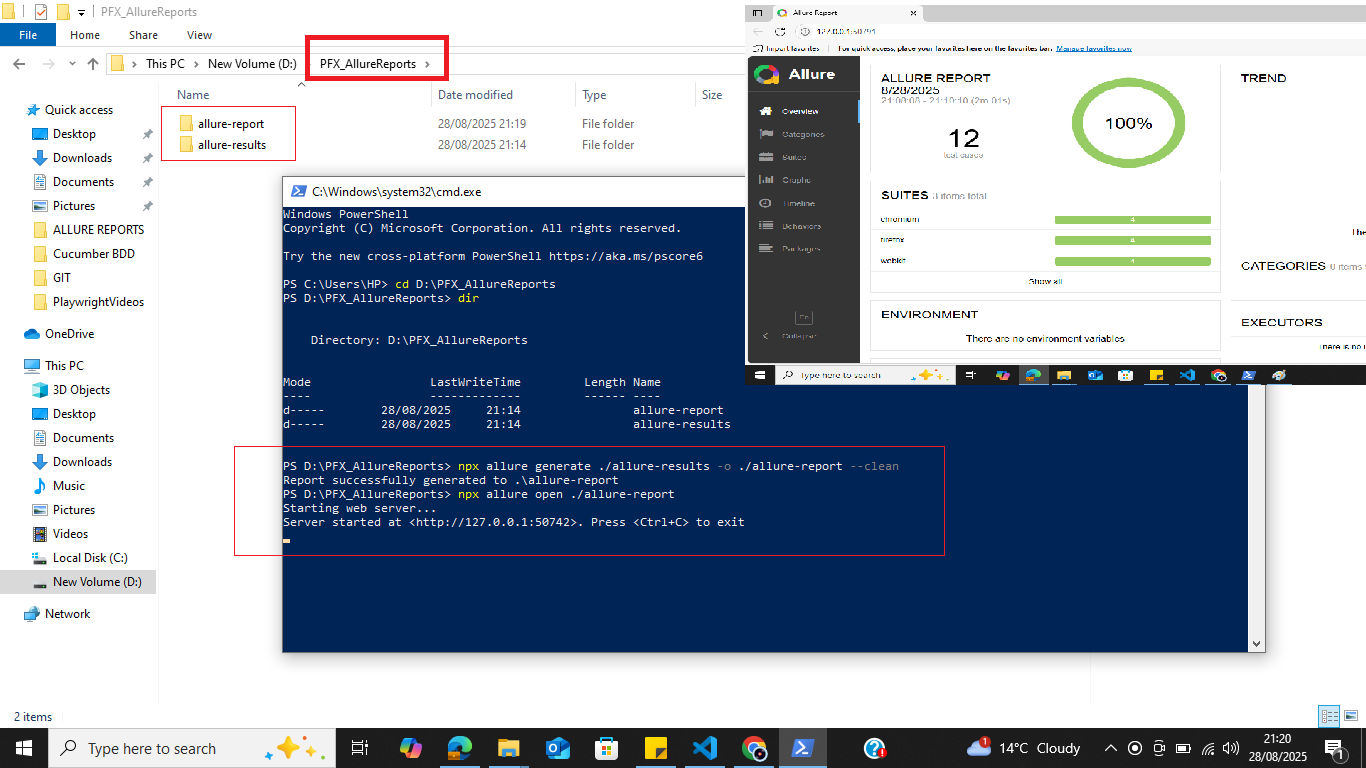 PFX_AllureReports
File Home Share View
This PC New Volume (D:) PFX_AllureReports
Name Date modified Type Size
allure-report 28/08/2025 21:19 File folder
allure-results 28/08/2025 21:14 File folder
Quick access
Desktop
Downloads
Documents
Pictures
ALLURE REPORTS
Cucumber BDD
GIT
PlaywrightVideos
OneDrive
This PC
3D Objects
Desktop
Documents
Downloads
Music
Pictures
Videos
Local Disk (C:)
New Volume (D:)
Network
2 items
C:\Windows\system32\cmd.exe
Windows PowerShell
Copyright (C) Microsoft Corporation. All rights reserved.
Try the new cross-platform PowerShell https://aka.ms/pscore6
PS C:\Users\HP> cd D:\PFX_AllureReports
PS D:\PFX_AllureReports> dir
Directory: D:\PFX_AllureReports
Mode LastWriteTime Length Name
---- ------------- ------ ----
d----- 28/08/2025 21:14 allure-report
d----- 28/08/2025 21:14 allure-results
PS D:\PFX_AllureReports> npx allure generate ./allure-results -o ./allure-report --clean
Report successfully generated to .\allure-report
PS D:\PFX_AllureReports> npx allure open ./allure-report
Starting web server...
Server started at <http://127.0.0.1:50742>. Press <Ctrl+C> to exit
Allure Report
127.0.0.1:50791
Import favorites For quick access, place your favorites here on the favorites bar. Manage favorites now
Allure
Overview
Categories
Suites
Graphs
Timeline
Behaviors
Packages
En
Collapse
ALLURE REPORT
8/28/2025
21:08:08 - 21:10:10 (2m 01s)
12
test cases
100%
SUITES 3 items total
chromium 4
firefox 4
webkit 4
Show all
ENVIRONMENT
There are no environment variables
TREND
The
CATEGORIES 0 items
EXECUTORS
There is no
Type here to search
Type here to search
14°C Cloudy
1
21:20
28/08/2025
1